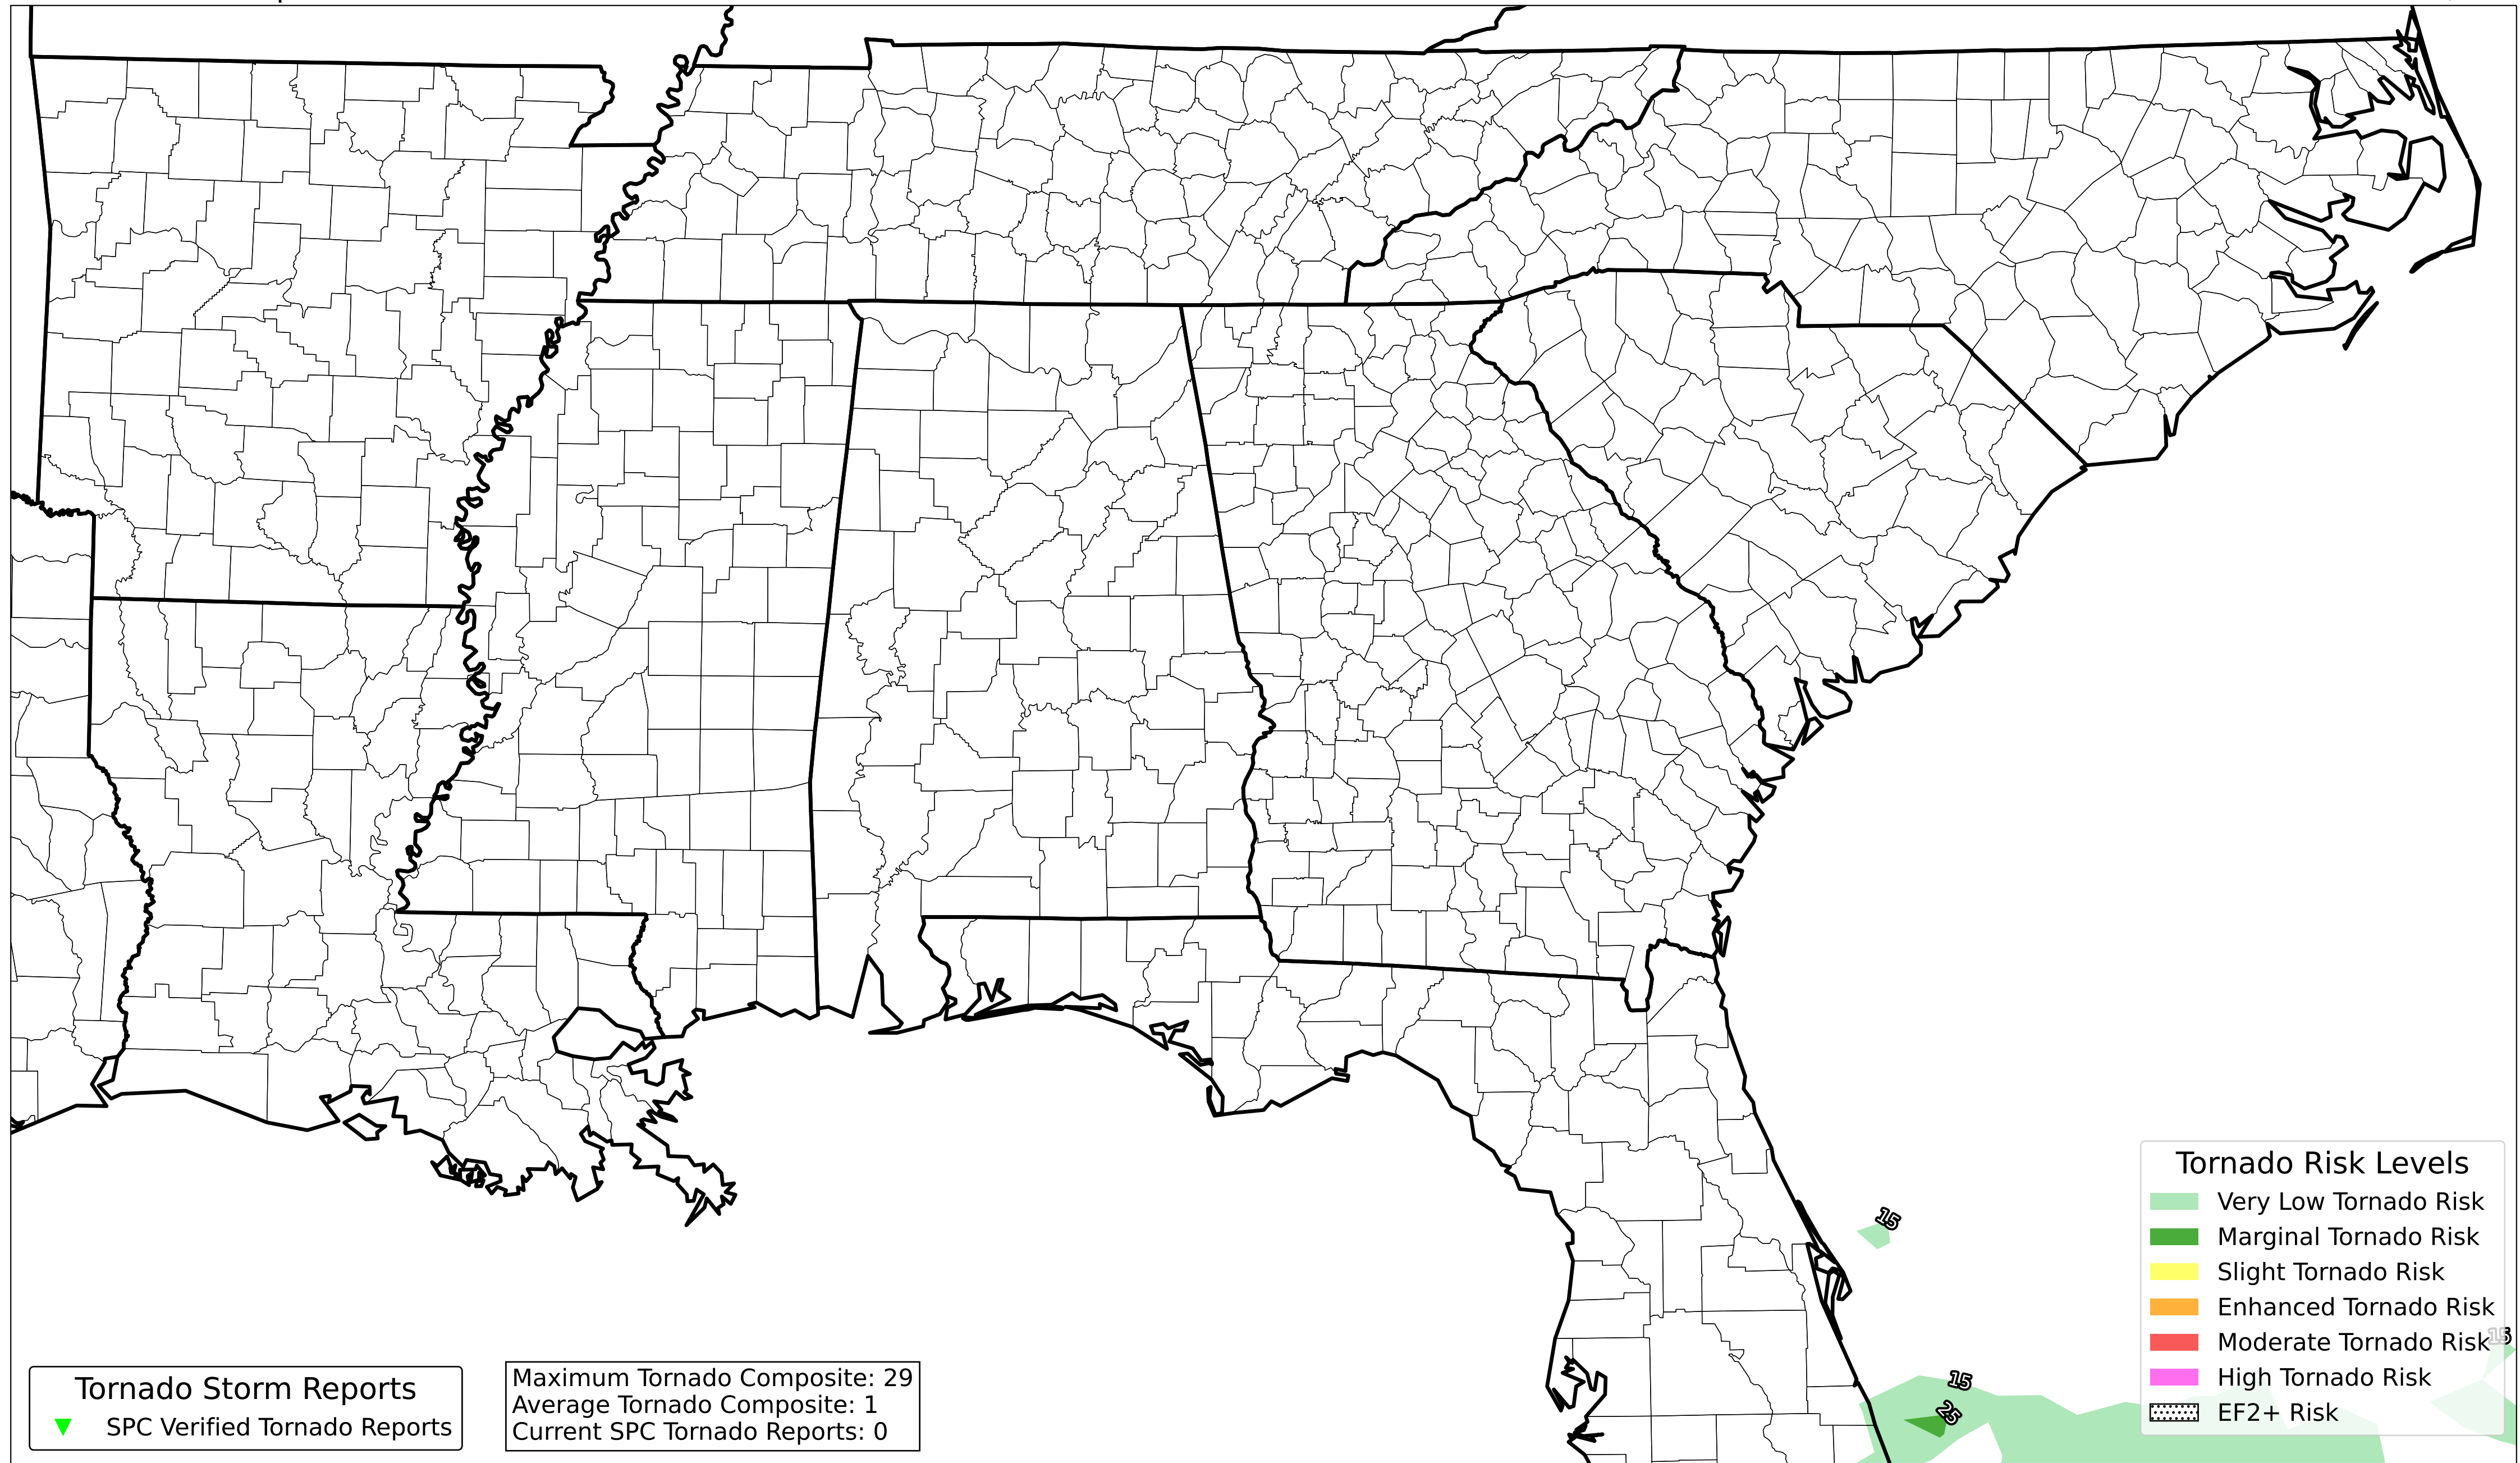 15
Tornado Risk Levels
Very Low Tornado Risk
Marginal Tornado Risk
Slight Tornado Risk
Enhanced Tornado Risk
Moderate Tornado Risk
15
High Tornado Risk
EF2+ Risk
15
25
Tornado Storm Reports
SPC Verified Tornado Reports
Maximum Tornado Composite: 29
Average Tornado Composite: 1
Current SPC Tornado Reports: 0